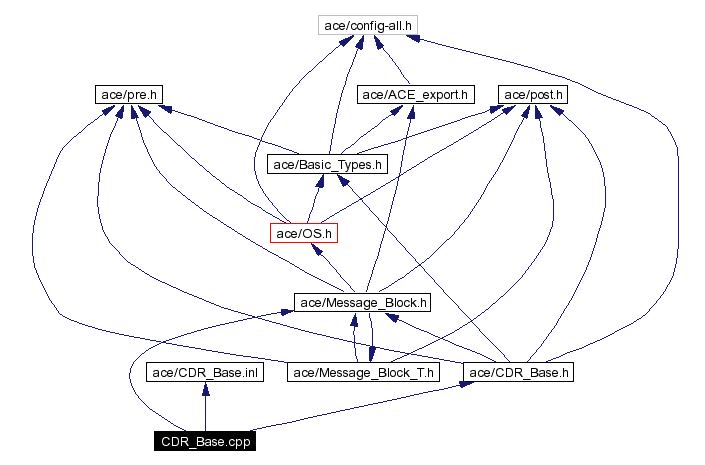 ace/config-all.h
ace/pre.h
ace/ACE_export.h
ace/post.h
ace/Basic_Types.h
ace/OS.h
ace/Message_Block.h
ace/CDR_Base.inl
ace/Message_Block_T.h
ace/CDR_Base.h
CDR_Base.cpp